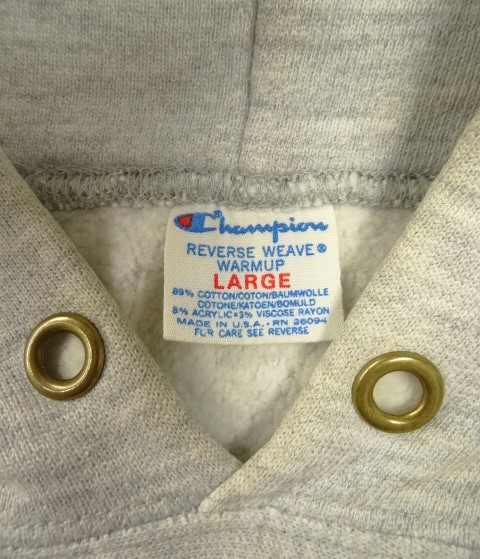 Champion®
REVERSE WEAVE®
WARMUP
LARGE
89% COTTON/COTON/BAUMWOLLE
COTONE/KATOEN/BOMULD
8% ACRYLIC•3% VISCOSE RAYON
MADE IN U.S.A.•RN 26094
FOR CARE SEE REVERSE